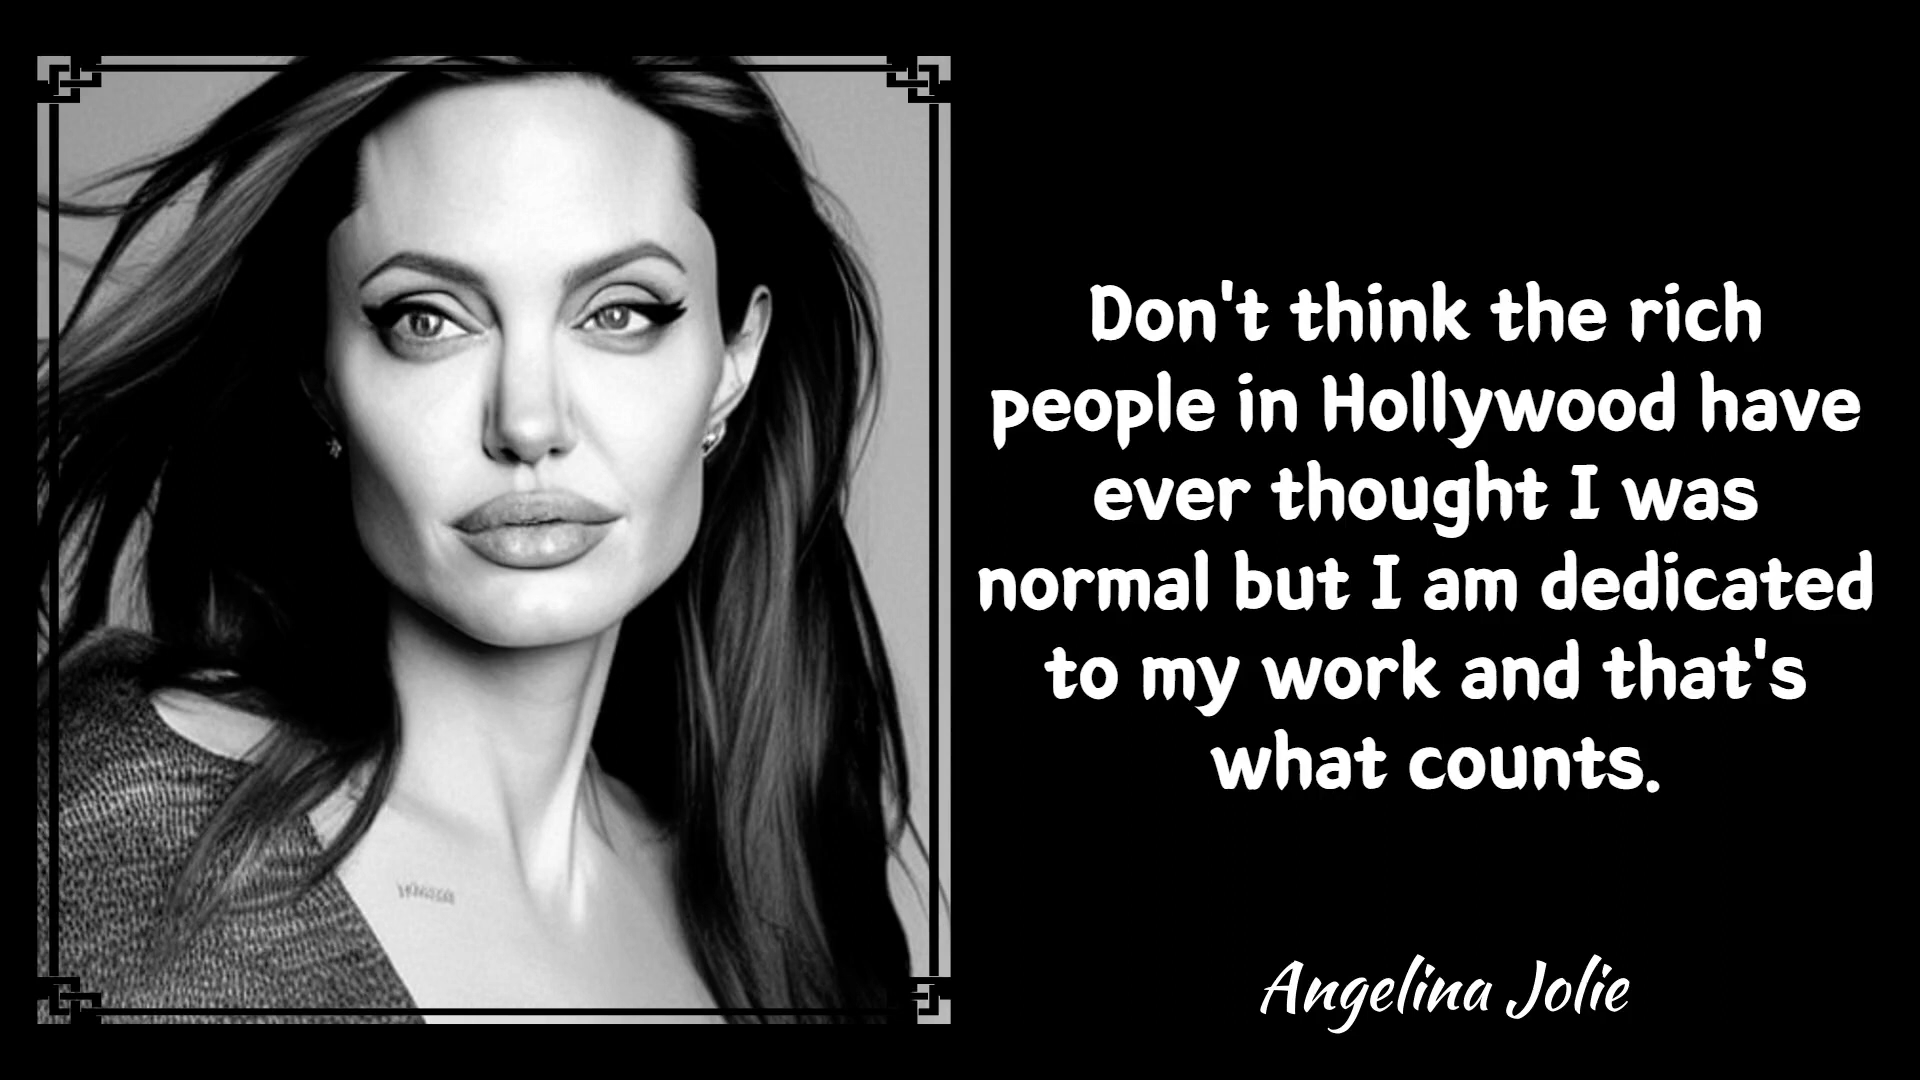 Don't think the rich
people in Hollywood have
ever thought I was
normal but I am dedicated
to my work and that's
what counts.
Angelina Jolie